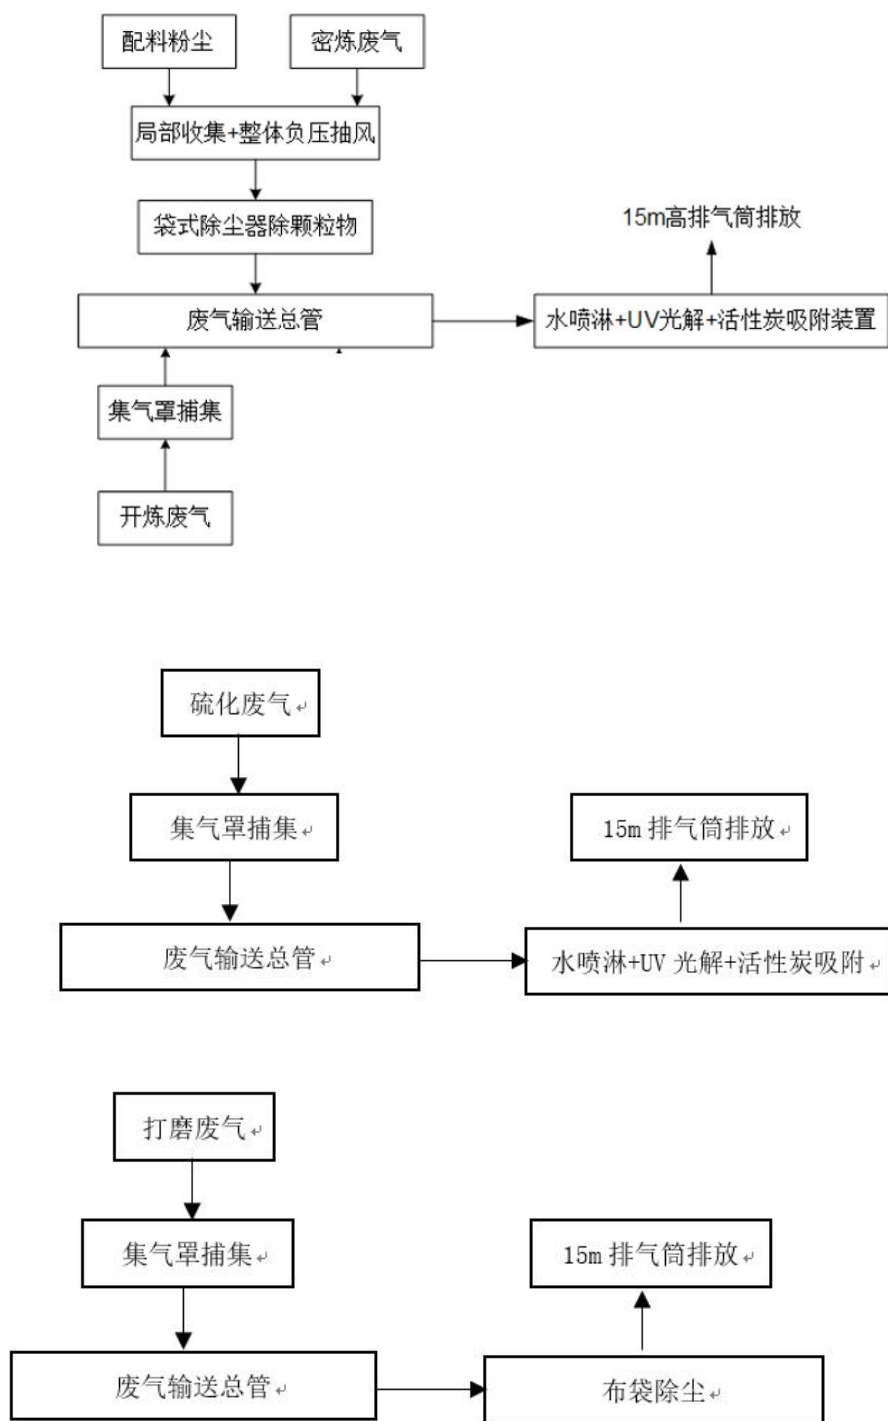 配料粉尘
密炼废气
局部收集+整体负压抽风
袋式除尘器除颗粒物
15m高排气筒排放
废气输送总管
水喷淋+UV光解+活性炭吸附装置
集气罩捕集
开炼废气
硫化废气
集气罩捕集
15m 排气筒排放
废气输送总管
水喷淋+UV 光解+活性炭吸附
打磨废气
集气罩捕集
15m 排气筒排放
废气输送总管
布袋除尘